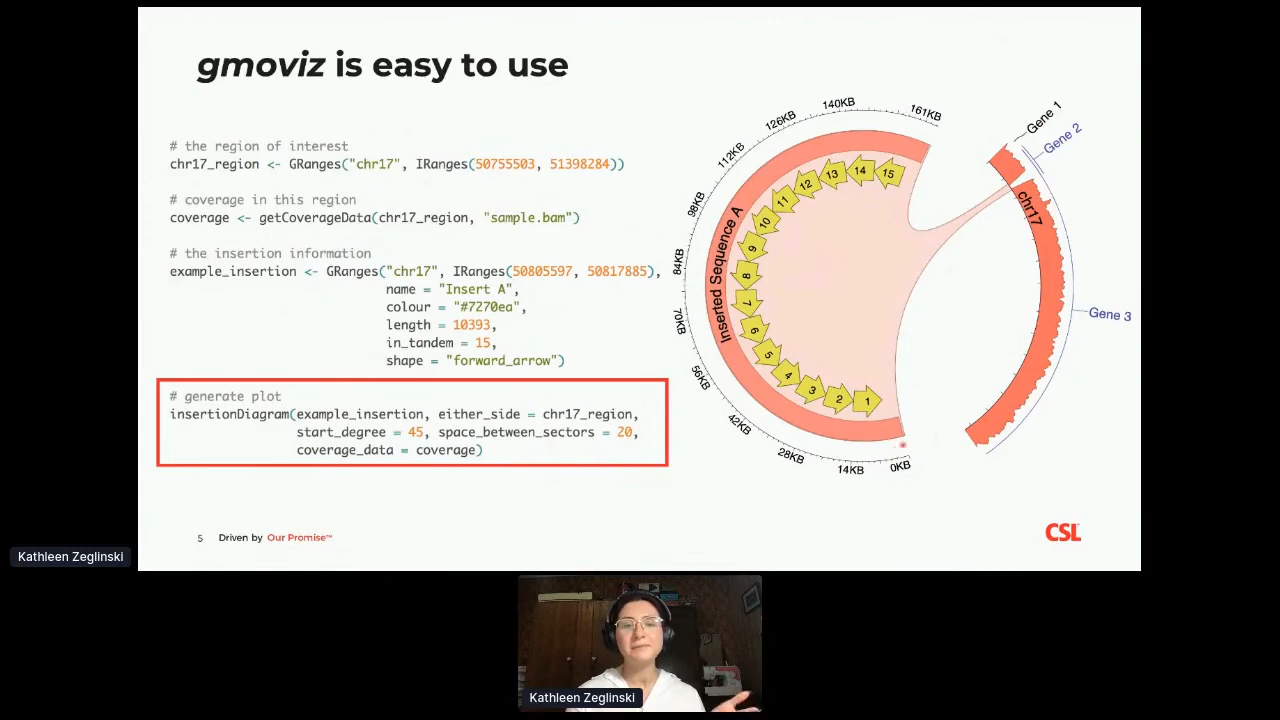 gmoviz is easy to use
# the region of interest
chr17_region <- GRanges("chr17", IRanges(50755503, 51398284))
# coverage in this region
coverage <- getCoverageData(chr17_region, "sample.bam")
# the insertion information
example_insertion <- GRanges("chr17", IRanges(50805597, 50817885),
name = "Insert A",
colour = "#7270ea",
length = 10393,
in_tandem = 15,
shape = "forward_arrow")
# generate plot
insertionDiagram(example_insertion, either_side = chr17_region,
start_degree = 45, space_between_sectors = 20,
coverage_data = coverage)
0KB
14KB
28KB
42KB
56KB
70KB
84KB
98KB
112KB
126KB
140KB
161KB
Inserted Sequence A
1
2
3
4
5
6
7
8
9
10
11
12
13
14
15
Gene 1
Gene 2
chr17
Gene 3
5 Driven by Our Promise™
CSL
Kathleen Zeglinski
Kathleen Zeglinski